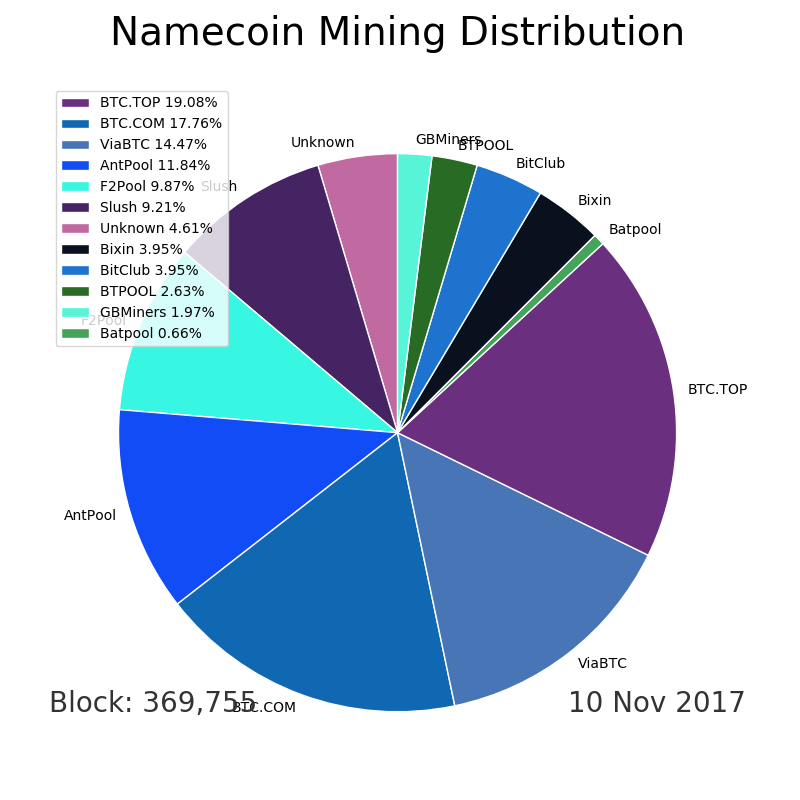 Namecoin Mining Distribution
BTC.TOP 19.08%
BTC.COM 17.76%
ViaBTC 14.47%
AntPool 11.84%
F2Pool 9.87%
Slush 9.21%
Unknown 4.61%
Bixin 3.95%
BitClub 3.95%
BTPOOL 2.63%
GBMiners 1.97%
Batpool 0.66%
Unknown
GBMiners
BTPOOL
BitClub
Slush
Bixin
Batpool
F2Pool
BTC.TOP
AntPool
ViaBTC
BTC.COM
Block: 369,755
10 Nov 2017